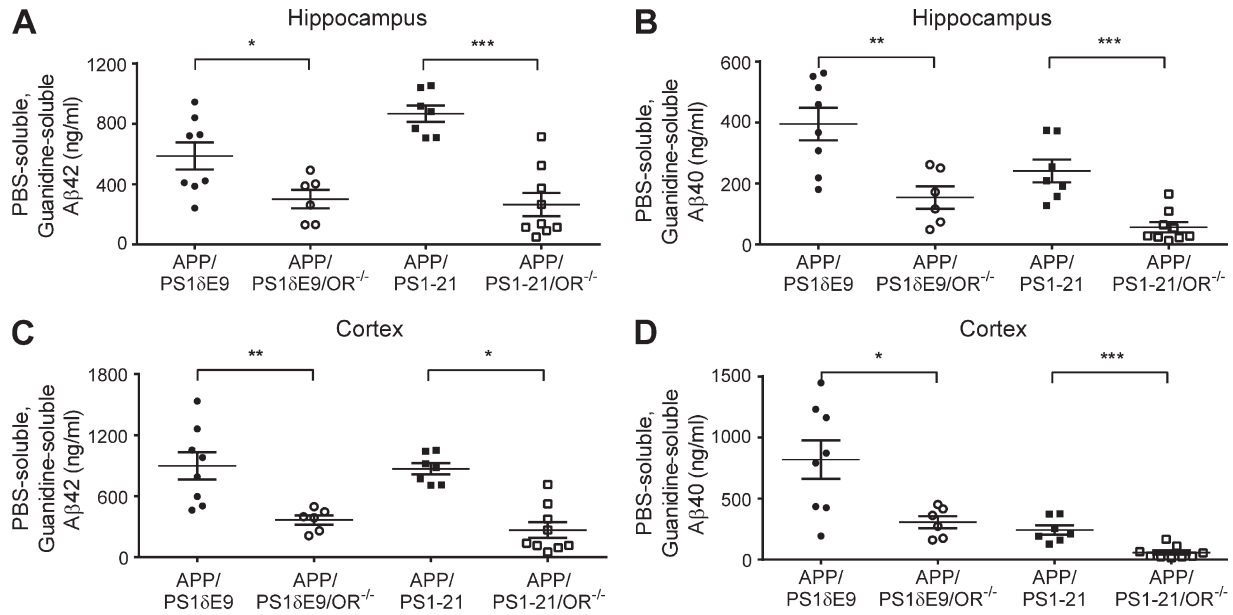 A
Hippocampus
*
***
PBS-soluble,
Guanidine-soluble
Aβ42 (ng/ml)
1200
800
400
0
APP/
PS1δE9
APP/
PS1δE9/OR-/-
APP/
PS1-21
APP/
PS1-21/OR-/-
B
Hippocampus
**
***
PBS-soluble,
Guanidine-soluble
Aβ40 (ng/ml)
600
400
200
0
APP/
PS1δE9
APP/
PS1δE9/OR-/-
APP/
PS1-21
APP/
PS1-21/OR-/-
C
Cortex
**
*
PBS-soluble,
Guanidine-soluble
Aβ42 (ng/ml)
1800
1200
600
0
APP/
PS1δE9
APP/
PS1δE9/OR-/-
APP/
PS1-21
APP/
PS1-21/OR-/-
D
Cortex
*
***
PBS-soluble,
Guanidine-soluble
Aβ40 (ng/ml)
1500
1000
500
0
APP/
PS1δE9
APP/
PS1δE9/OR-/-
APP/
PS1-21
APP/
PS1-21/OR-/-